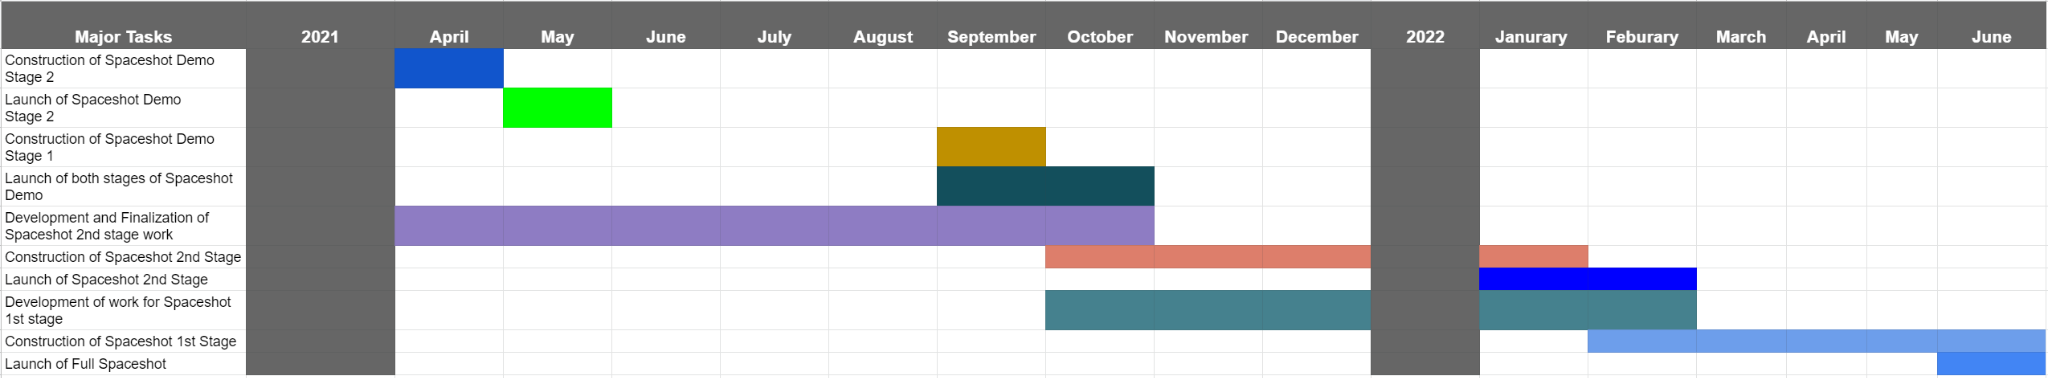 Major Tasks 2021 April May June July August September October November December 2022 Janurary Feburary March April May June
Construction of Spaceshot Demo
Stage 2
Launch of Spaceshot Demo
Stage 2
Construction of Spaceshot Demo
Stage 1
Launch of both stages of Spaceshot
Demo
Development and Finalization of
Spaceshot 2nd stage work
Construction of Spaceshot 2nd Stage
Launch of Spaceshot 2nd Stage
Development of work for Spaceshot
1st stage
Construction of Spaceshot 1st Stage
Launch of Full Spaceshot